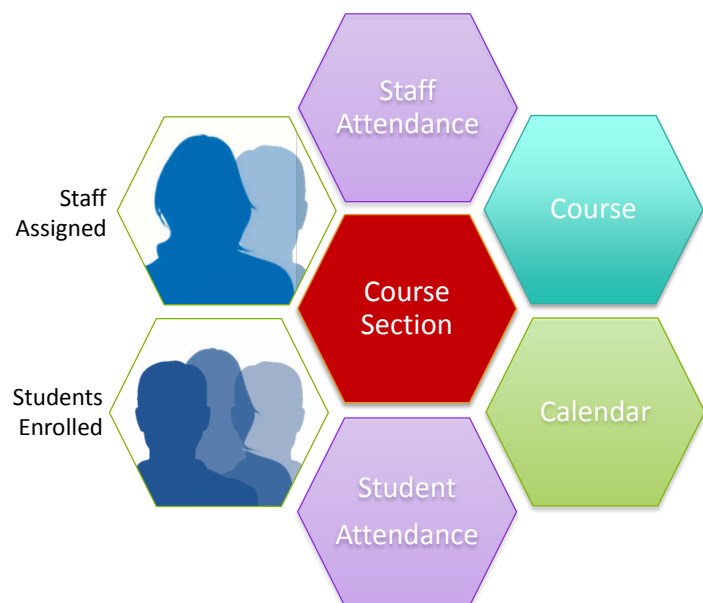 Staff
Attendance
Staff
Assigned
Course
Course
Section
Students
Enrolled
Calendar
Student
Attendance